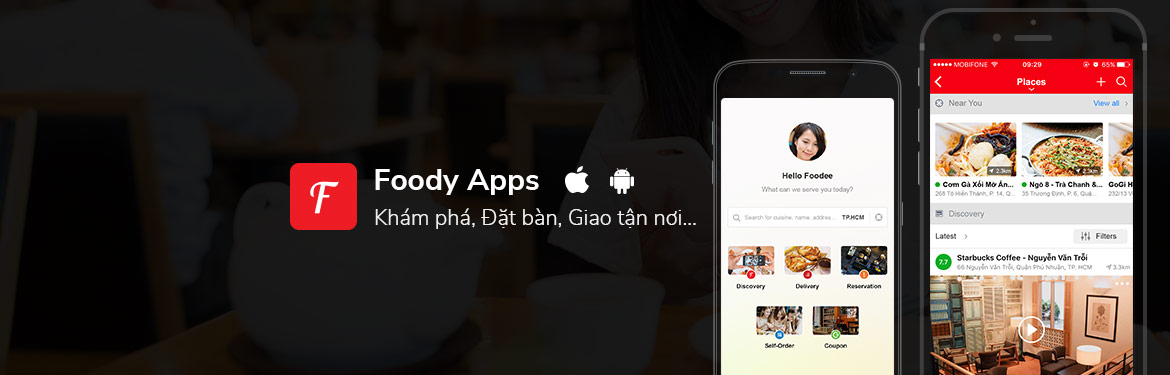 F
Foody Apps
Khám phá, Đặt bàn, Giao tận nơi...
Hello Foodee
What can we serve you today?
Search for cuisine, name, addres... TP.HCM
Discovery
Delivery
Reservation
Self-Order
Coupon
MOBIFONE 09:29 65%
Places
Near You View all
2.3km 2.3km
Cơm Gà Xối Mỡ Ân... Ngò 8 - Trà Chanh &... GoGi H
268 Tô Hiến Thành, P. 14, Q... 35 Trương Định, P. 6, Quậ... 232/13 V
Discovery
Latest Filters
7.7 Starbucks Coffee - Nguyễn Văn Trỗi
66 Nguyễn Văn Trỗi, Quận Phú Nhuận, TP. HCM 3.3km